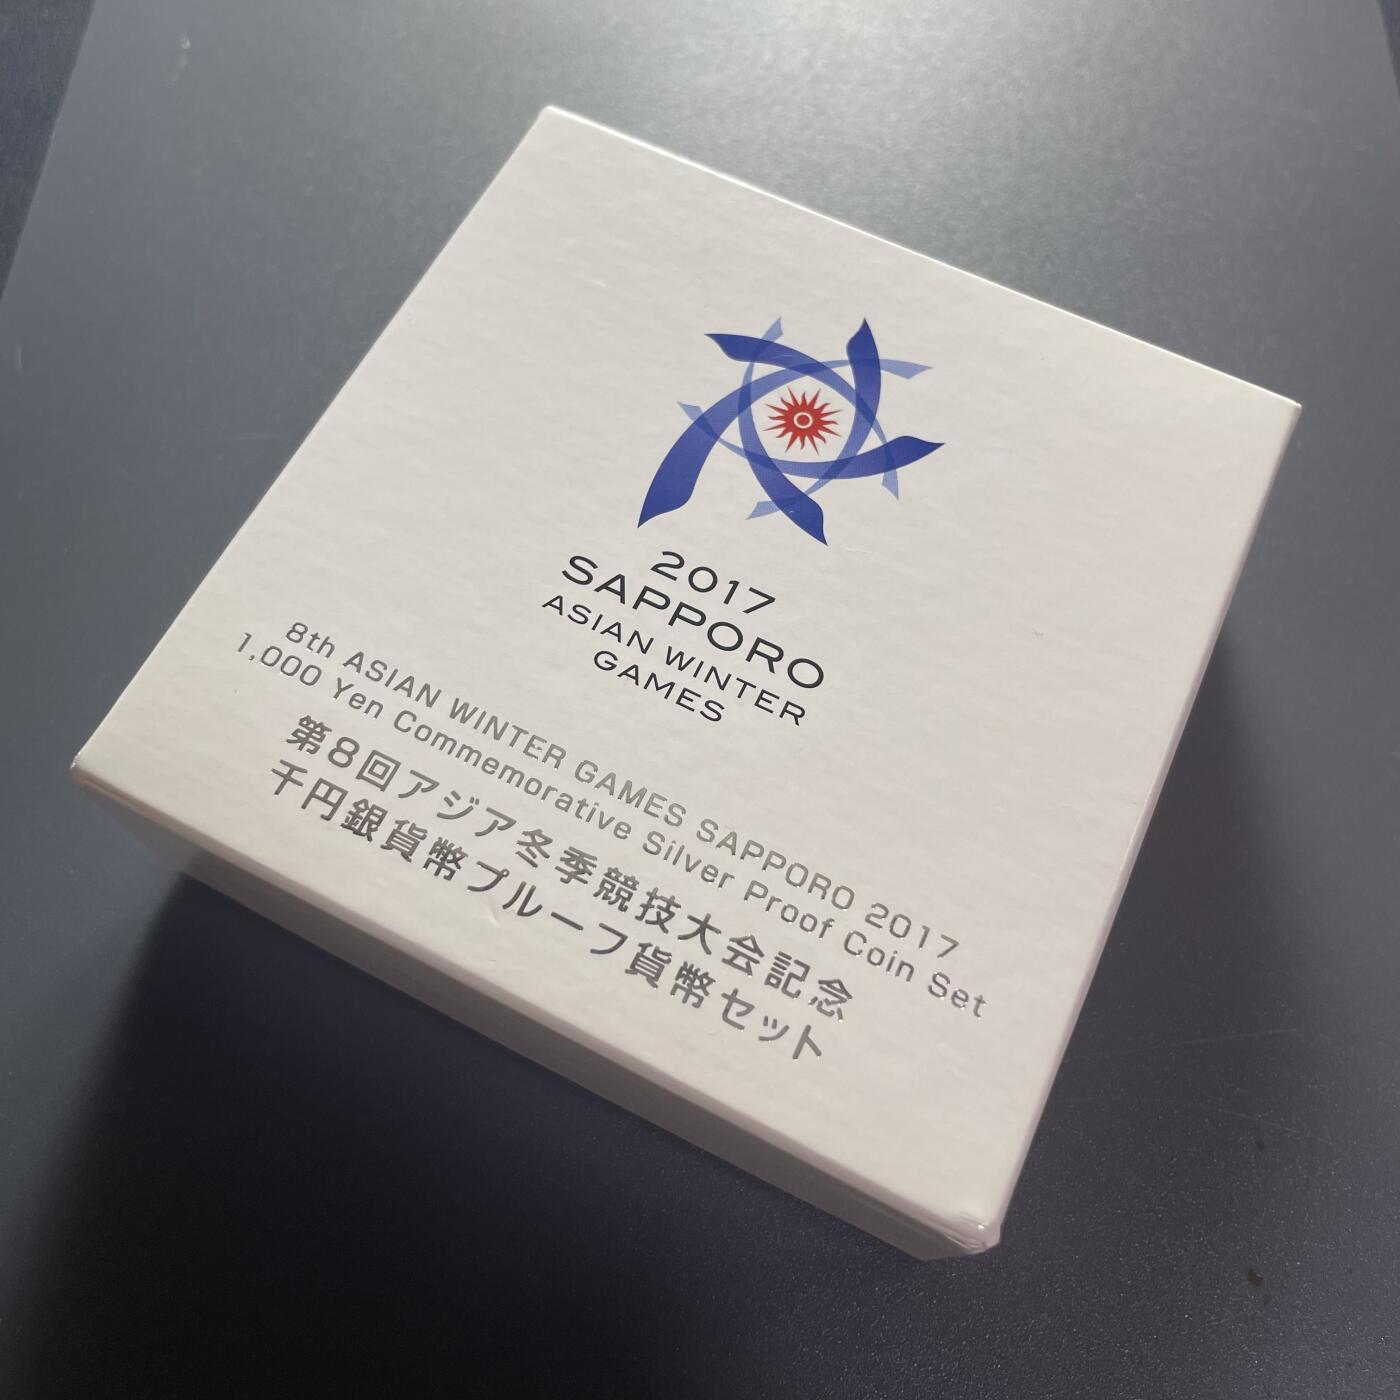 2017
SAPPORO
ASIAN WINTER
GAMES
8th ASIAN WINTER GAMES SAPPORO 2017
1,000 Yen Commemorative Silver Proof Coin Set
第8回アジア冬季競技大会記念
千円銀貨幣プルーフ貨幣セット